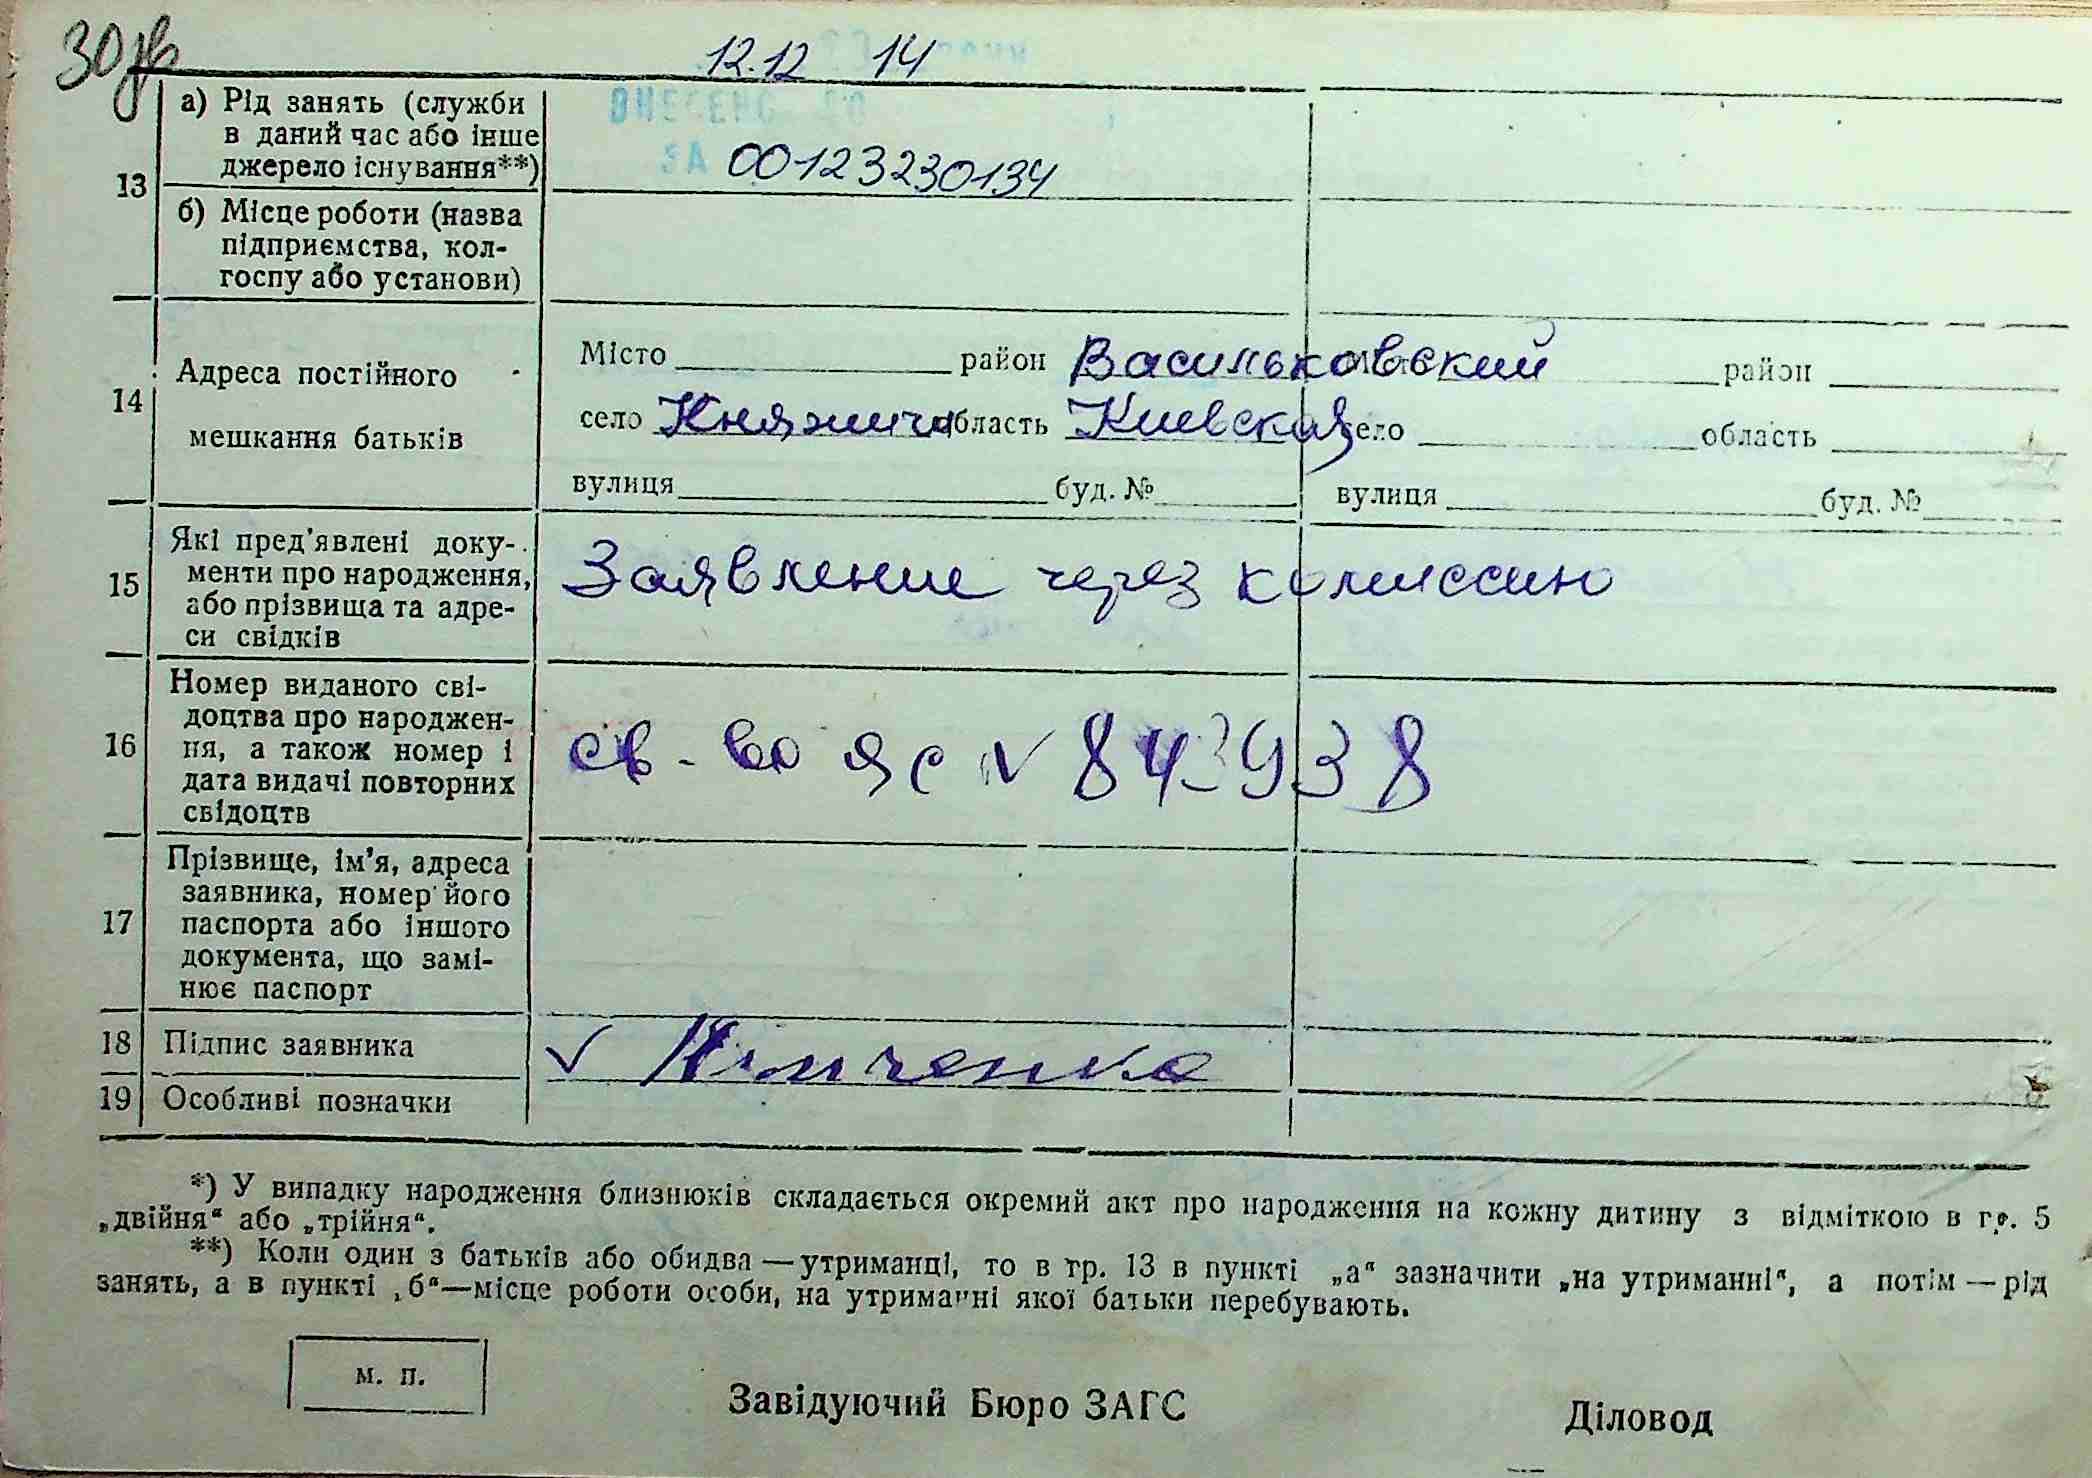 30
12.12 14
а) Рід занять (служби
в даний час або інше
джерело існування**)
ВНЕСЕНО ДО
ЗА 00123230134
13
б) Місце роботи (назва
підприємства, кол-
госпу або установи)
14
Адреса постійного
мешкання батьків
Місто район Васильковский район
село Княжичи область Киевская село область
вулиця буд. № вулиця буд. №
15
Які пред'явлені доку-
менти про народження,
або прізвища та адре-
си свідків
Заявление через комиссию
16
Номер виданого сві-
доцтва про народжен-
ня, а також номер і
дата видачі повторних
свідоцтв
св-во яс № 843938
17
Прізвище, ім'я, адреса
заявника, номер його
паспорта або іншого
документа, що замі-
нює паспорт
18 Підпис заявника
19 Особливі позначки
*) У випадку народження близнюків складається окремий акт про народження на кожну дитину з відміткою в гр. 5
„двійня“ або „трійня“.
**) Коли один з батьків або обидва — утриманці, то в гр. 13 в пункті „а“ зазначити „на утриманні“, а потім — рід
занять, а в пункті „б“—місце роботи особи, на утриманні якої батьки перебувають.
м. п.
Завідуючий Бюро ЗАГС
Діловод